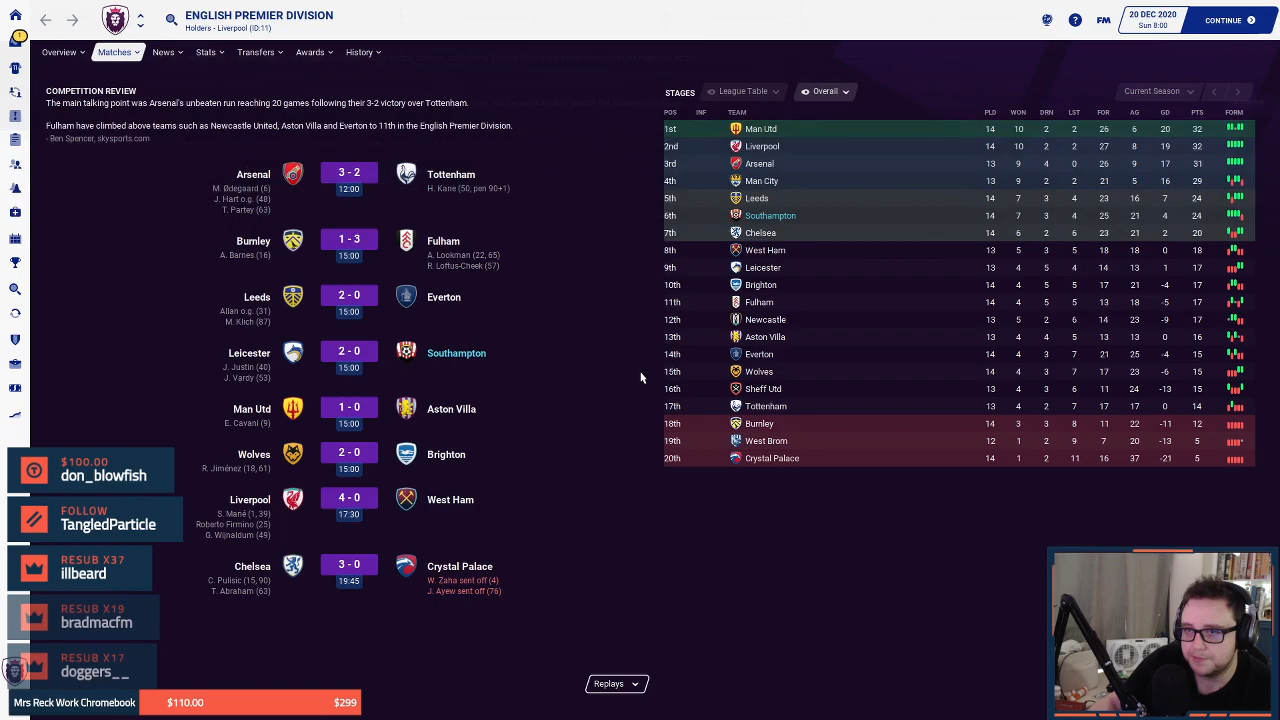 ENGLISH PREMIER DIVISION
Holders - Liverpool (ID:11)
20 DEC 2020
Sun 8:00
CONTINUE
FM
1
Overview
Matches
News
Stats
Transfers
Awards
History
COMPETITION REVIEW
The main talking point was Arsenal's unbeaten run reaching 20 games following their 3-2 victory over Tottenham.
Fulham have climbed above teams such as Newcastle United, Aston Villa and Everton to 11th in the English Premier Division.
- Ben Spencer, skysports.com
Arsenal 3 - 2 Tottenham
M. Ødegaard (6) 12:00 H. Kane (50, pen 90+1)
J. Hart o.g. (48)
T. Partey (63)
Burnley 1 - 3 Fulham
A. Barnes (16) 15:00 A. Lookman (22, 65)
R. Loftus-Cheek (57)
Leeds 2 - 0 Everton
Allan o.g. (31) 15:00
M. Klich (87)
Leicester 2 - 0 Southampton
J. Justin (40) 15:00
J. Vardy (53)
Man Utd 1 - 0 Aston Villa
E. Cavani (9) 15:00
Wolves 2 - 0 Brighton
R. Jiménez (18, 61) 15:00
Liverpool 4 - 0 West Ham
S. Mané (1, 39) 17:30
Roberto Firmino (25)
G. Wijnaldum (49)
Chelsea 3 - 0 Crystal Palace
C. Pulisic (15, 90) 19:45 W. Zaha sent off (4)
T. Abraham (63) J. Ayew sent off (76)
Replays
STAGES League Table Overall Current Season
POS INF TEAM PLD WON DRN LST FOR AG GD PTS FORM
1st Man Utd 14 10 2 2 26 6 20 32
2nd Liverpool 14 10 2 2 27 8 19 32
3rd Arsenal 13 9 4 0 26 9 17 31
4th Man City 13 9 2 2 21 5 16 29
5th Leeds 14 7 3 4 23 16 7 24
6th Southampton 14 7 3 4 25 21 4 24
7th Chelsea 14 6 2 6 23 21 2 20
8th West Ham 13 5 3 5 18 18 0 18
9th Leicester 13 4 5 4 14 13 1 17
10th Brighton 14 4 5 5 17 21 -4 17
11th Fulham 14 4 5 5 13 18 -5 17
12th Newcastle 13 5 2 6 14 23 -9 17
13th Aston Villa 13 4 4 5 13 13 0 16
14th Everton 14 4 3 7 21 25 -4 15
15th Wolves 14 4 3 7 17 23 -6 15
16th Sheff Utd 13 4 3 6 11 24 -13 15
17th Tottenham 13 4 2 7 17 17 0 14
18th Burnley 14 3 3 8 11 22 -11 12
19th West Brom 12 1 2 9 7 20 -13 5
20th Crystal Palace 14 1 2 11 16 37 -21 5
$100.00
don_blowfish
FOLLOW
TangledParticle
RESUB X37
illbeard
RESUB X19
bradmacfm
RESUB X17
doggers__
Mrs Reck Work Chromebook $110.00 $299